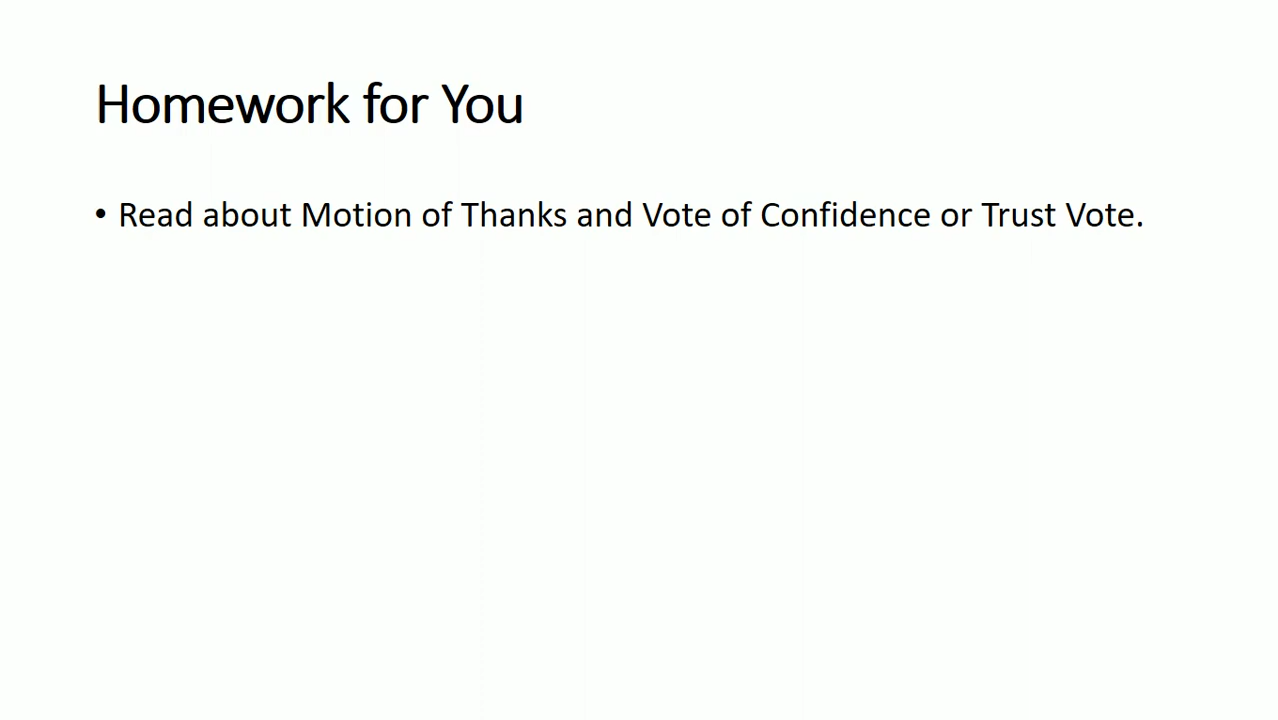 Homework for You
• Read about Motion of Thanks and Vote of Confidence or Trust Vote.